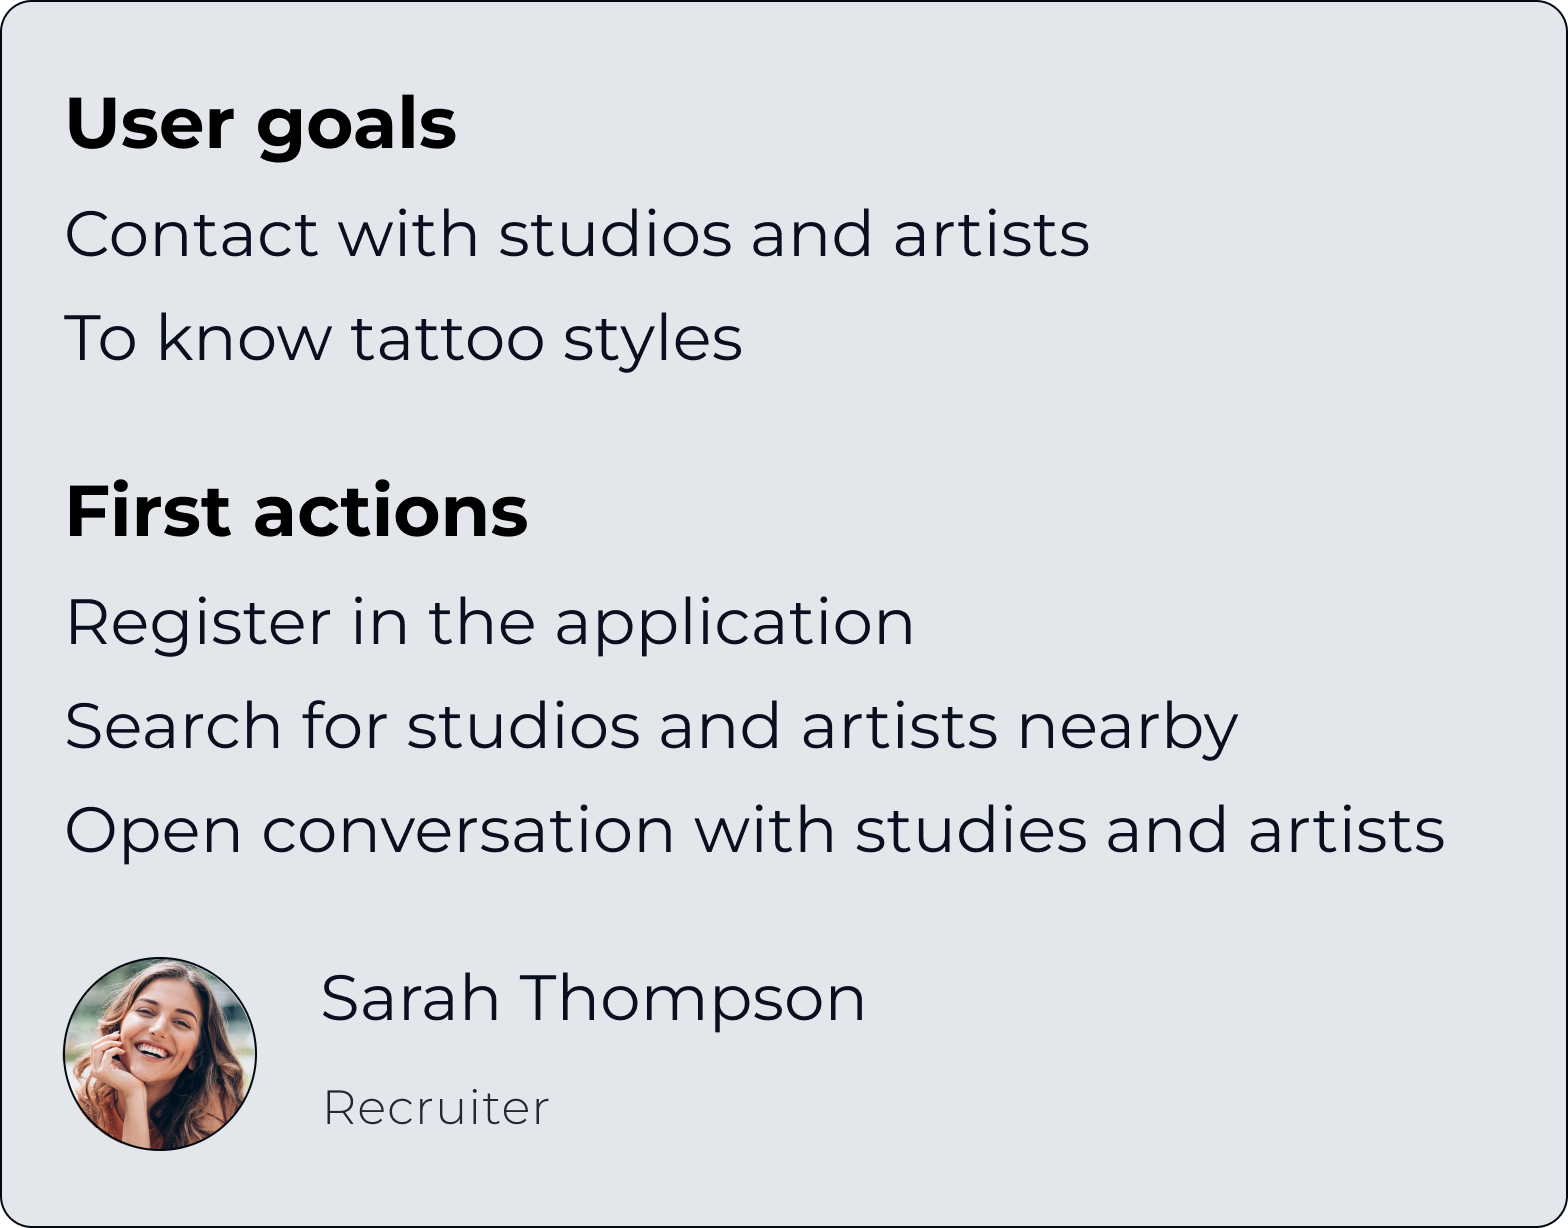 User goals
Contact with studios and artists
To know tattoo styles
First actions
Register in the application
Search for studios and artists nearby
Open conversation with studies and artists
Sarah Thompson
Recruiter